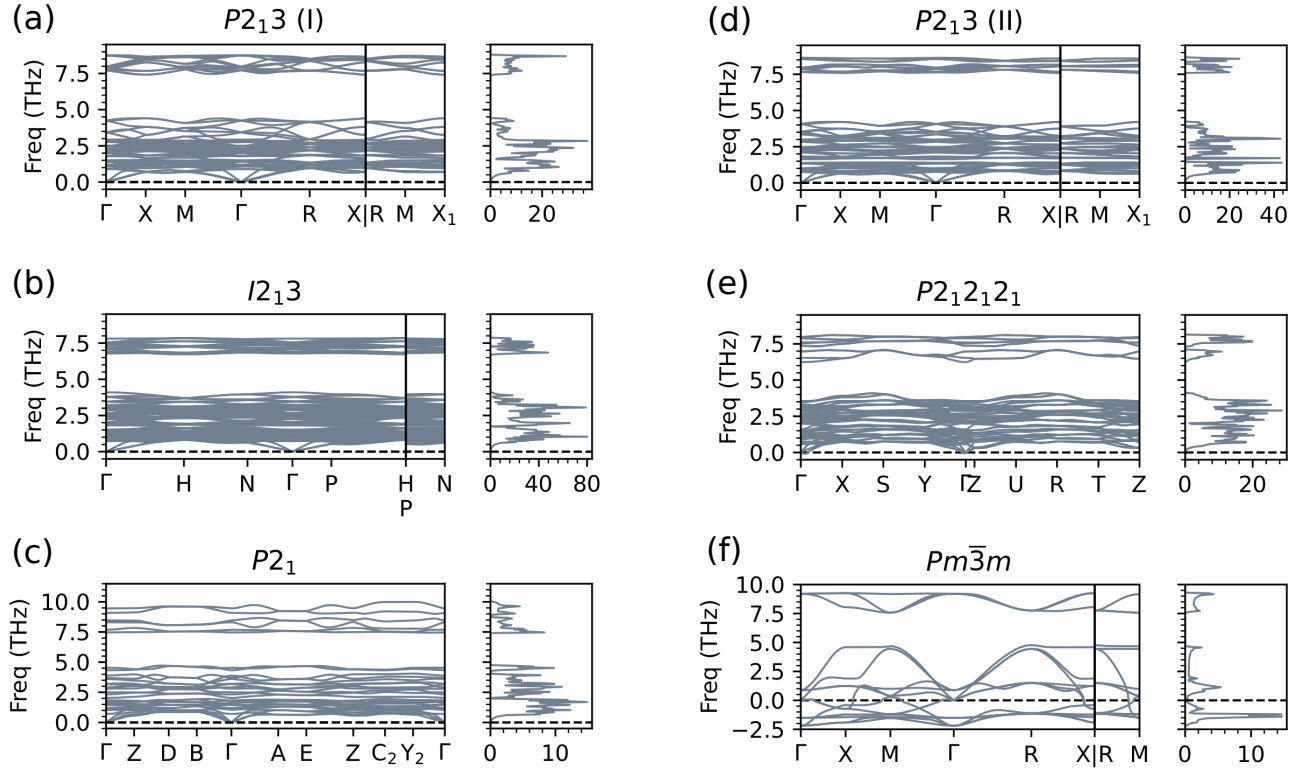 (a) P2₁3 (I)
Freq (THz)
7.5
5.0
2.5
0.0
Γ X M Γ R X|R M X₁
0 20
(d) P2₁3 (II)
Freq (THz)
7.5
5.0
2.5
0.0
Γ X M Γ R X|R M X₁
0 20 40
(b) I2₁3
Freq (THz)
7.5
5.0
2.5
0.0
Γ H N Γ P H N
P
0 40 80
(e) P2₁2₁2₁
Freq (THz)
7.5
5.0
2.5
0.0
Γ X S Y ΓZ U R T Z
0 20
(c) P2₁
Freq (THz)
10.0
7.5
5.0
2.5
0.0
Γ Z D B Γ A E Z C₂ Y₂ Γ
0 10
(f) Pm3̅m
Freq (THz)
10.0
7.5
5.0
2.5
0.0
−2.5
Γ X M Γ R X|R M
0 10